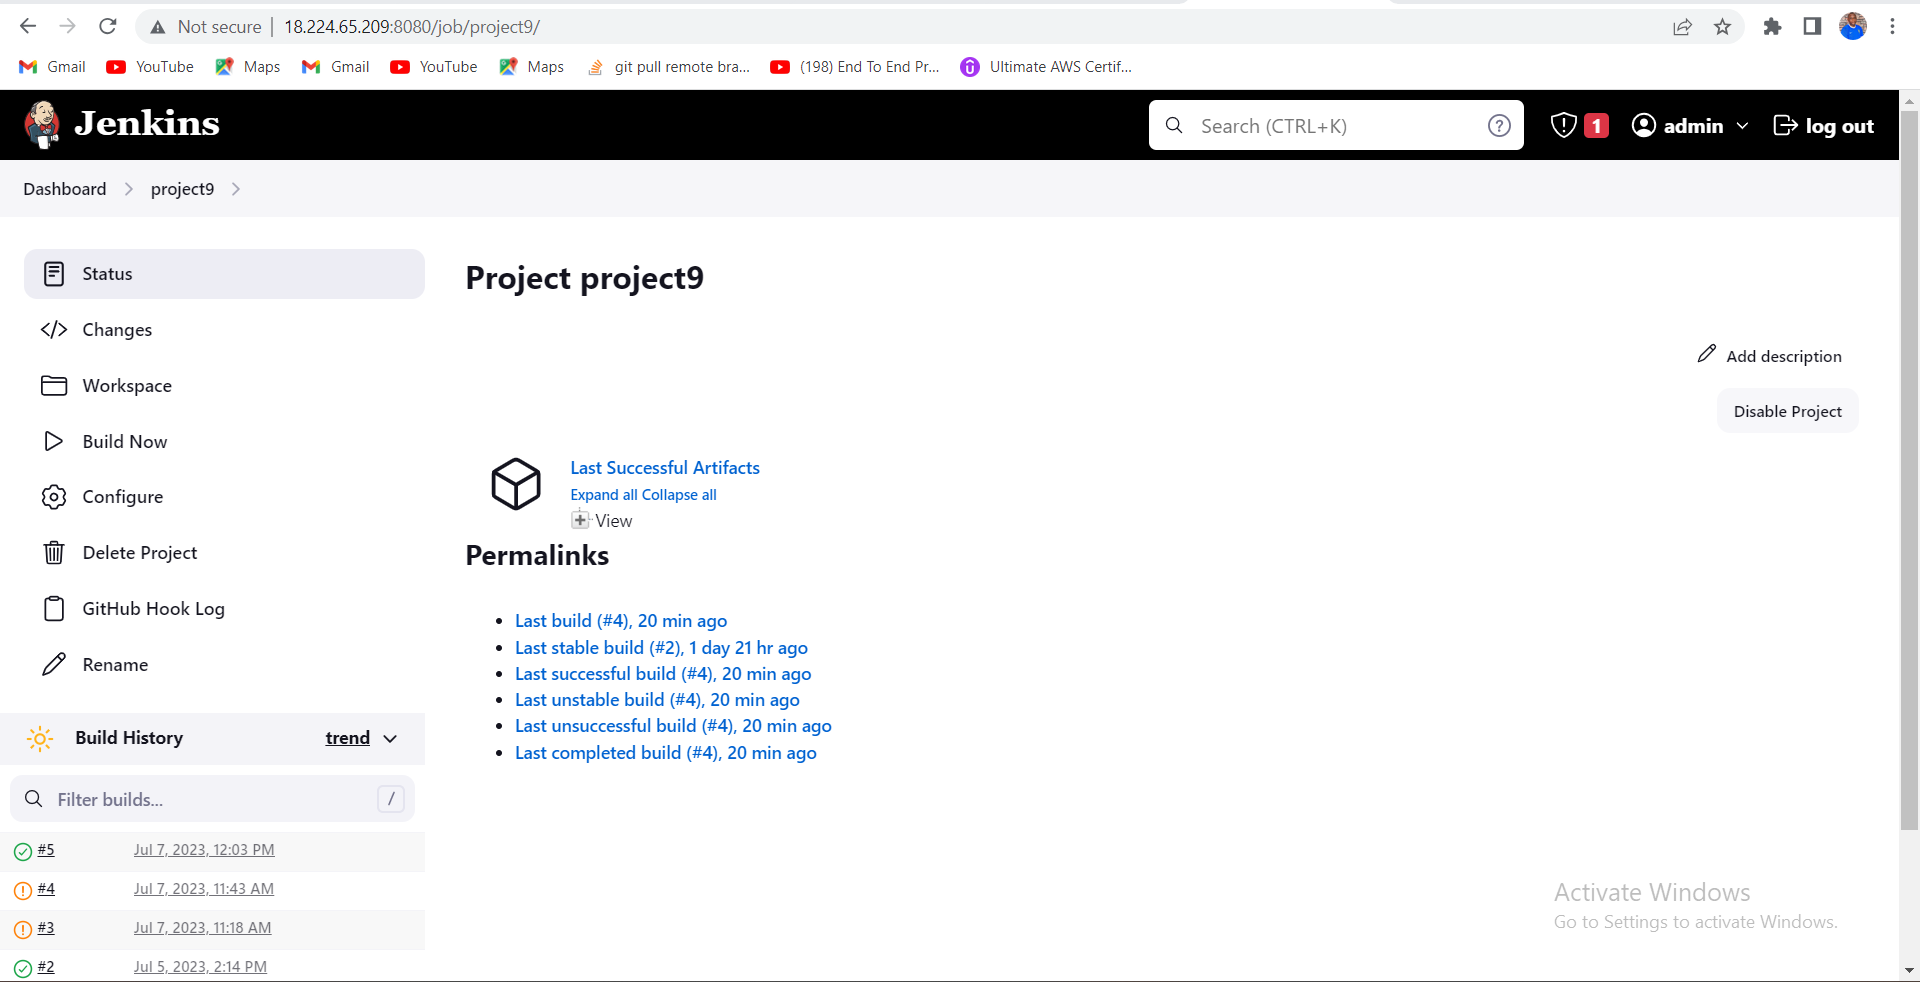 Not secure 18.224.65.209:8080/job/project9/
Gmail YouTube Maps Gmail YouTube Maps git pull remote bra... (198) End To End Pr... Ultimate AWS Certif...
Jenkins Search (CTRL+K) ? 1 admin log out
Dashboard project9
Status
Changes
Workspace
Build Now
Configure
Delete Project
GitHub Hook Log
Rename
Build History trend
Filter builds... /
#5 Jul 7, 2023, 12:03 PM
#4 Jul 7, 2023, 11:43 AM
#3 Jul 7, 2023, 11:18 AM
#2 Jul 5, 2023, 2:14 PM
Project project9
Add description
Disable Project
Last Successful Artifacts
Expand all Collapse all
View
Permalinks
Last build (#4), 20 min ago
Last stable build (#2), 1 day 21 hr ago
Last successful build (#4), 20 min ago
Last unstable build (#4), 20 min ago
Last unsuccessful build (#4), 20 min ago
Last completed build (#4), 20 min ago
Activate Windows
Go to Settings to activate Windows.